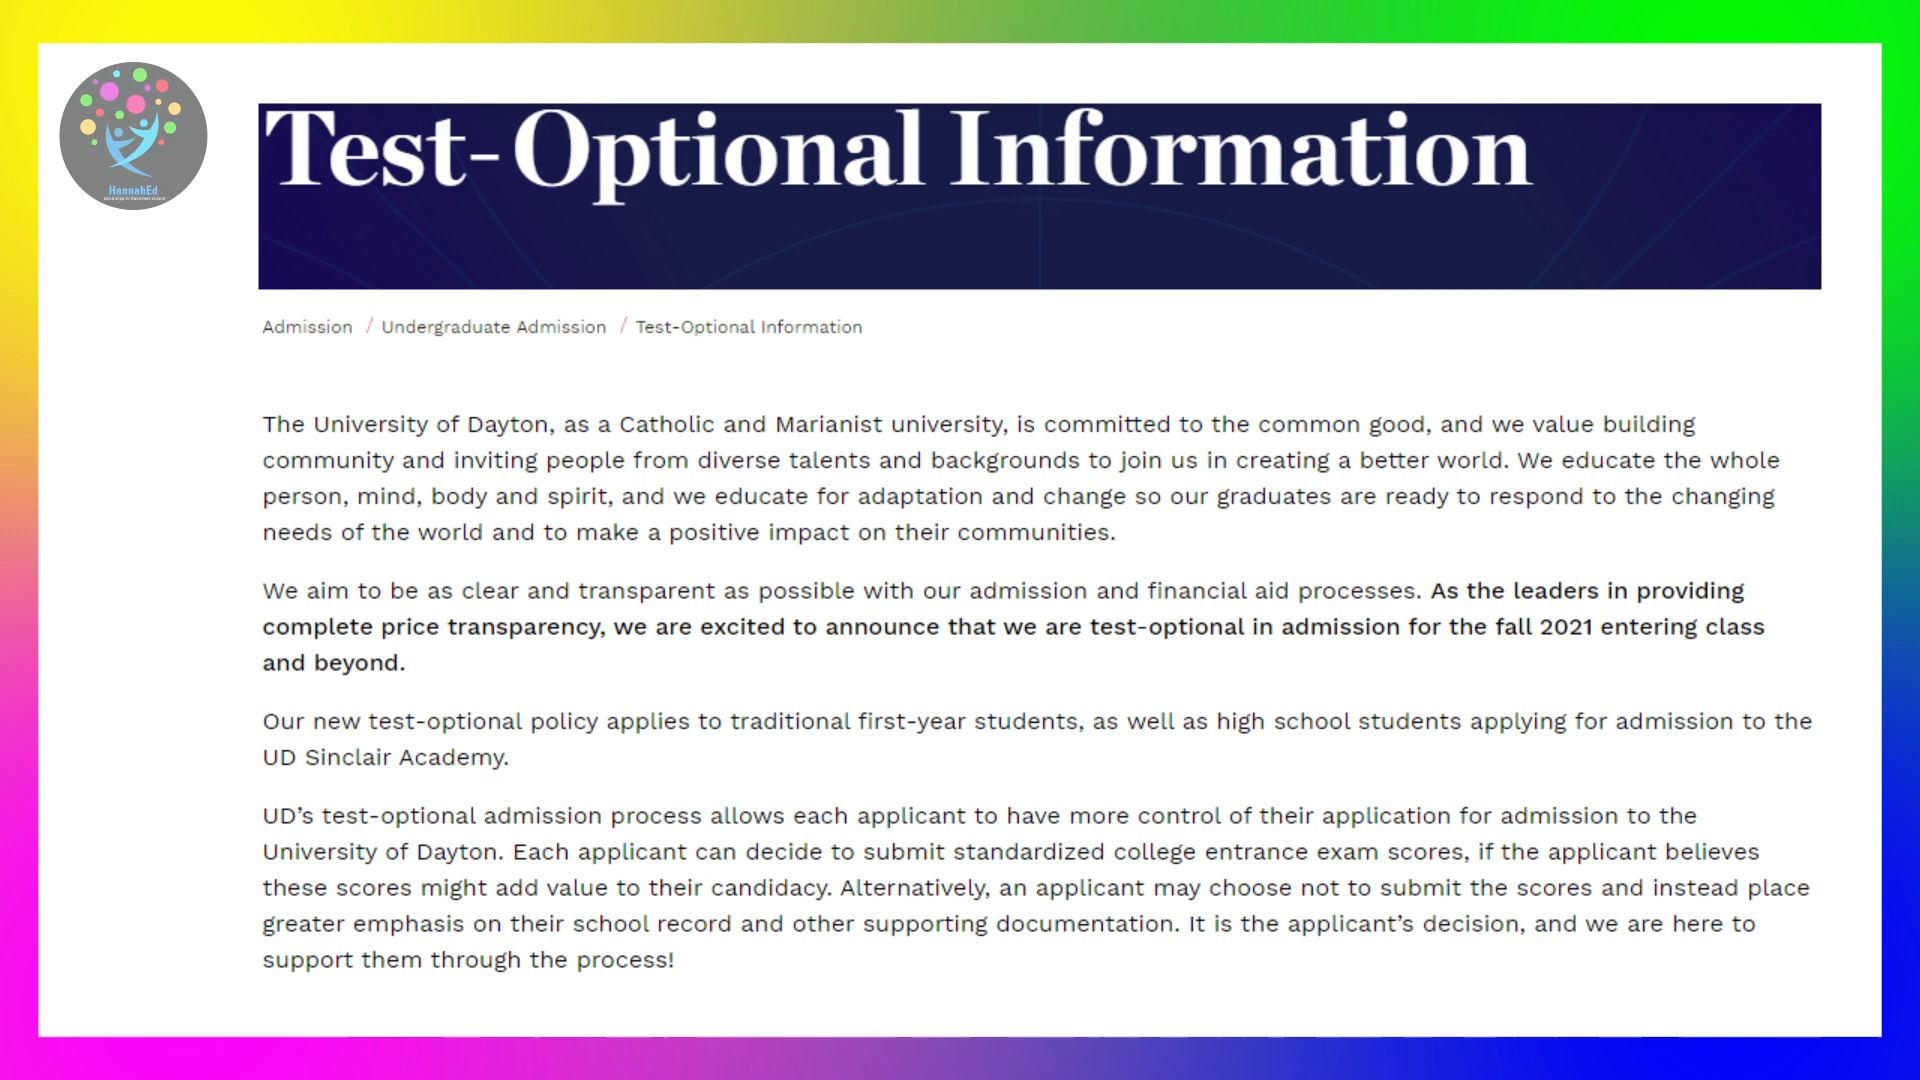 HannahEd
Test-Optional Information
Admission / Undergraduate Admission / Test-Optional Information
The University of Dayton, as a Catholic and Marianist university, is committed to the common good, and we value building
community and inviting people from diverse talents and backgrounds to join us in creating a better world. We educate the whole
person, mind, body and spirit, and we educate for adaptation and change so our graduates are ready to respond to the changing
needs of the world and to make a positive impact on their communities.
We aim to be as clear and transparent as possible with our admission and financial aid processes. As the leaders in providing
complete price transparency, we are excited to announce that we are test-optional in admission for the fall 2021 entering class
and beyond.
Our new test-optional policy applies to traditional first-year students, as well as high school students applying for admission to the
UD Sinclair Academy.
UD’s test-optional admission process allows each applicant to have more control of their application for admission to the
University of Dayton. Each applicant can decide to submit standardized college entrance exam scores, if the applicant believes
these scores might add value to their candidacy. Alternatively, an applicant may choose not to submit the scores and instead place
greater emphasis on their school record and other supporting documentation. It is the applicant’s decision, and we are here to
support them through the process!